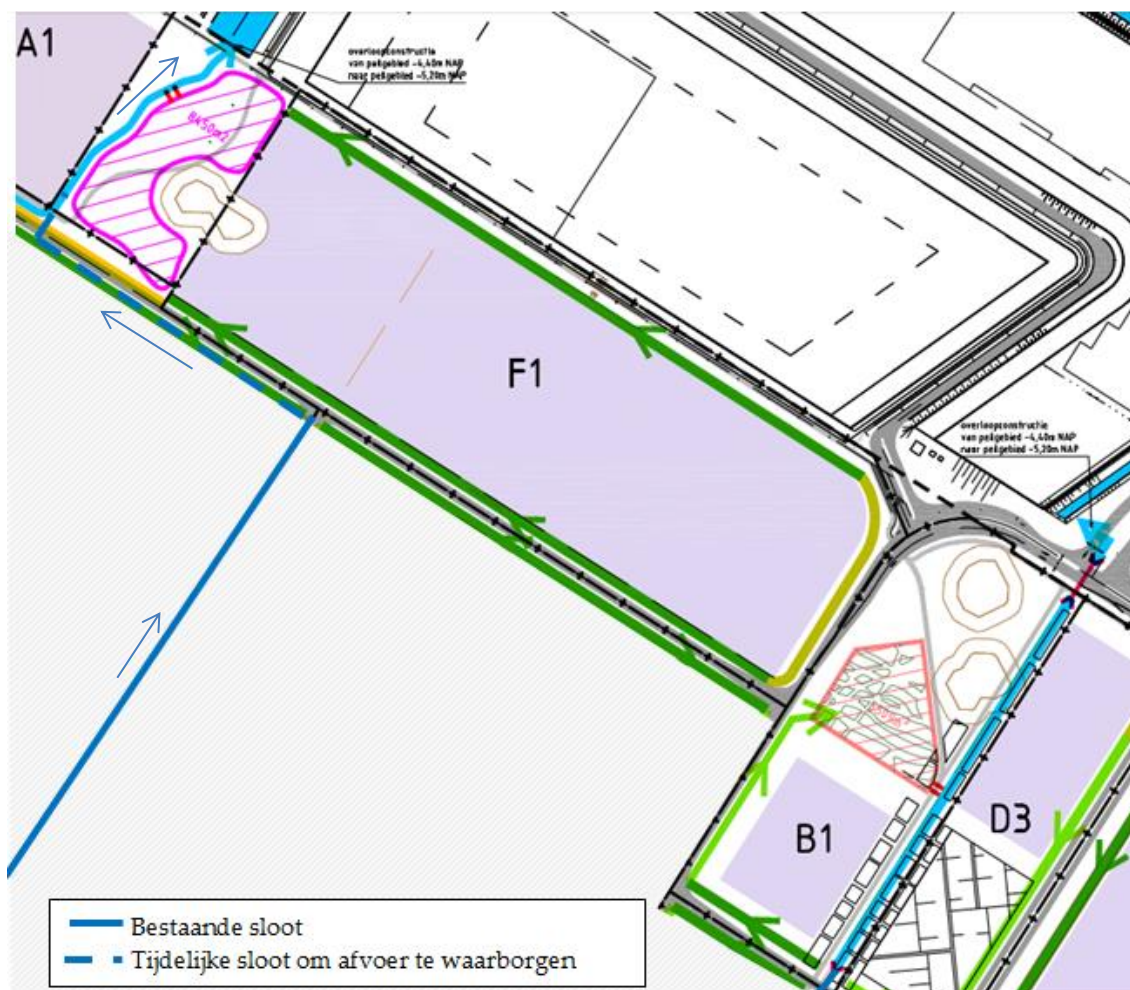 A1
overloopconstructie
van peilgebied -4,40m NAP
naar peilgebied -5,20m NAP
8450m2
F1
overloopconstructie
van peilgebied -4,40m NAP
naar peilgebied -5,20m NAP
B1
D3
Bestaande sloot
Tijdelijke sloot om afvoer te waarborgen